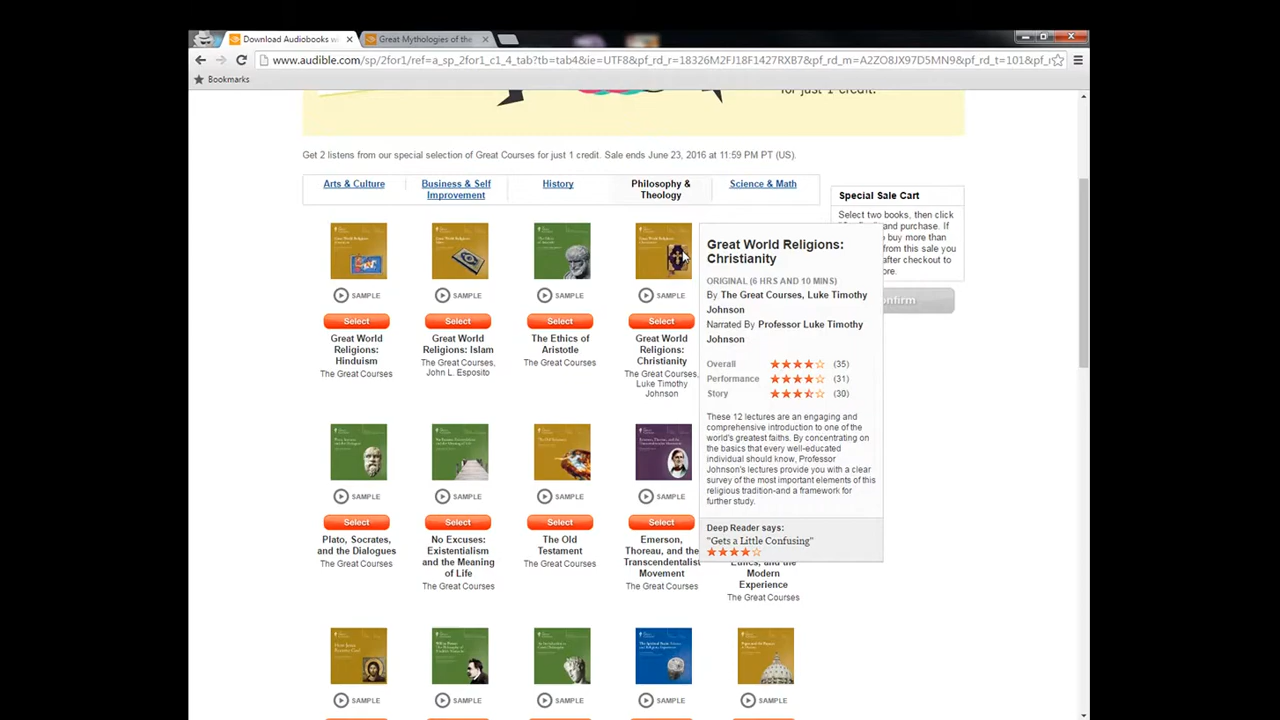 Download Audiobooks w
Great Mythologies of the
www.audible.com/sp/2for1/ref=a_sp_2for1_c1_4_tab?tb=tab4&ie=UTF8&pf_rd_r=18326M2FJ18F1427RXB7&pf_rd_m=A2ZO8JX97D5MN9&pf_rd_t=101&pf_r
Bookmarks
for just 1 credit.
Get 2 listens from our special selection of Great Courses for just 1 credit. Sale ends June 23, 2016 at 11:59 PM PT (US).
Arts & Culture
Business & Self
Improvement
History
Philosophy &
Theology
Science & Math
Special Sale Cart
Select two books, then click
and purchase. If
buy more than
from this sale you
after checkout to
SAMPLE
SAMPLE
SAMPLE
SAMPLE
Select
Select
Select
Select
Great World
Religions:
Hinduism
The Great Courses
Great World
Religions: Islam
The Great Courses,
John L. Esposito
The Ethics of
Aristotle
The Great Courses
Great World
Religions:
Christianity
The Great Courses,
Luke Timothy
Johnson
Great World Religions:
Christianity
ORIGINAL (6 HRS AND 10 MINS)
By The Great Courses, Luke Timothy
Johnson
Narrated By Professor Luke Timothy
Johnson
Overall (35)
Performance (31)
Story (30)
These 12 lectures are an engaging and
comprehensive introduction to one of the
world's greatest faiths. By concentrating on
the basics that every well-educated
individual should know, Professor
Johnson's lectures provide you with a clear
survey of the most important elements of this
religious tradition-and a framework for
further study.
Deep Reader says:
"Gets a Little Confusing"
SAMPLE
SAMPLE
SAMPLE
SAMPLE
Select
Select
Select
Select
Plato, Socrates,
and the Dialogues
The Great Courses
No Excuses:
Existentialism
and the Meaning
of Life
The Great Courses
The Old
Testament
The Great Courses
Emerson,
Thoreau, and the
Transcendentalist
Movement
The Great Courses
Ethics, and the
Modern
Experience
The Great Courses
SAMPLE
SAMPLE
SAMPLE
SAMPLE
SAMPLE